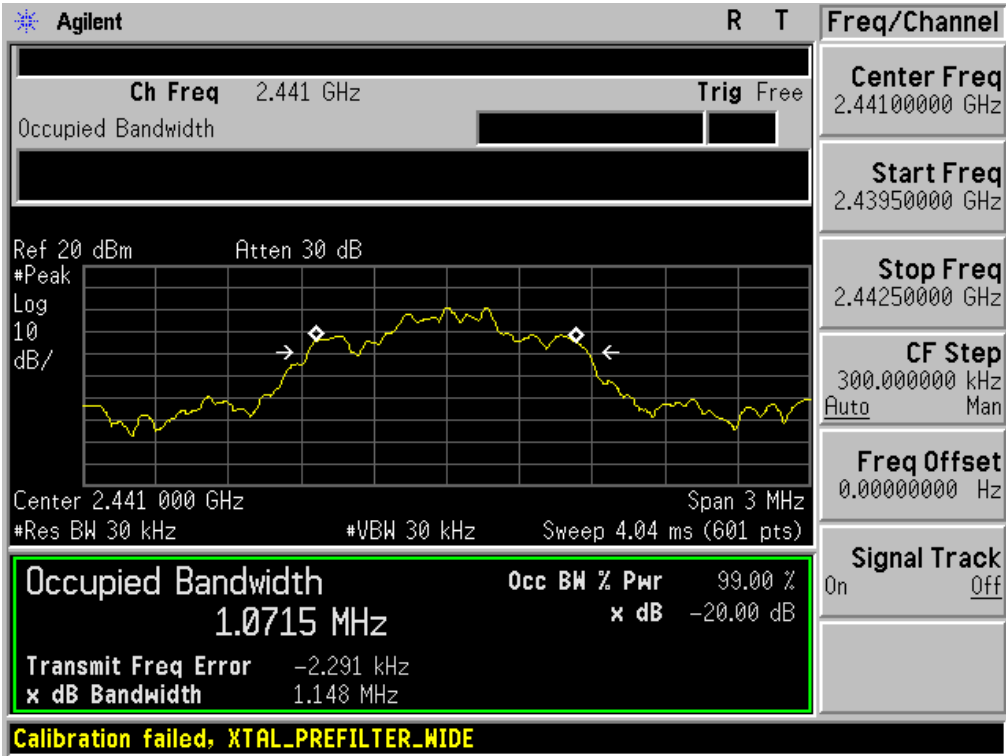 Agilent R T
Freq/Channel
Ch Freq 2.441 GHz Trig Free
Occupied Bandwidth
Ref 20 dBm Atten 30 dB
#Peak
Log
10
dB/
Center 2.441 000 GHz Span 3 MHz
#Res BW 30 kHz #VBW 30 kHz Sweep 4.04 ms (601 pts)
Occupied Bandwidth Occ BW % Pwr 99.00 %
1.0715 MHz x dB -20.00 dB
Transmit Freq Error -2.291 kHz
x dB Bandwidth 1.148 MHz
Calibration failed, XTAL_PREFILTER_WIDE
Center Freq
2.44100000 GHz
Start Freq
2.43950000 GHz
Stop Freq
2.44250000 GHz
CF Step
300.000000 kHz
Auto Man
Freq Offset
0.00000000 Hz
Signal Track
On Off